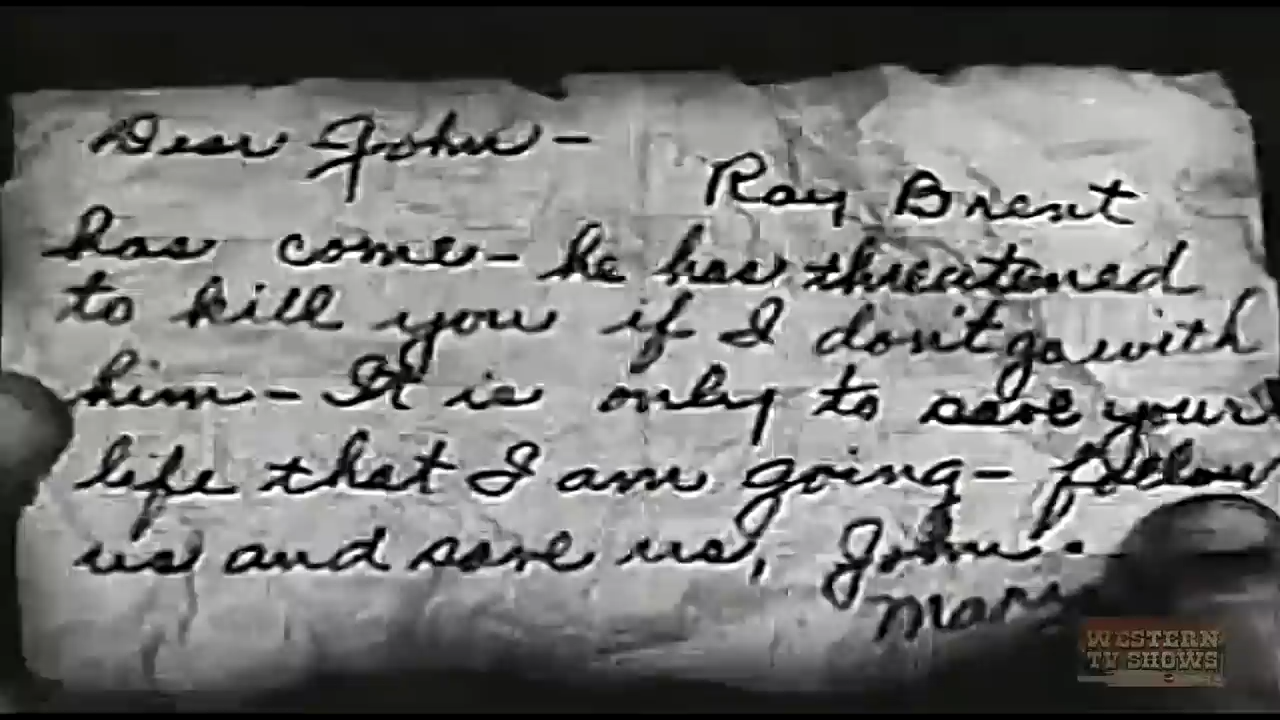 Dear John -
Ray Brent
has come - he has threatened
to kill you if I don't go with
him - It is only to save your
life that I am going - follow
us and save us, John.
Mary
WESTERN
TV SHOWS